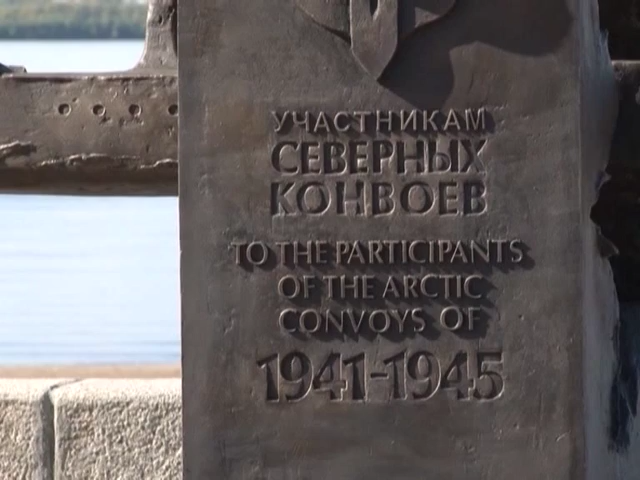 УЧАСТНИКАМ
СЕВЕРНЫХ
КОНВОЕВ
TO THE PARTICIPANTS
OF THE ARCTIC
CONVOYS OF
1941-1945